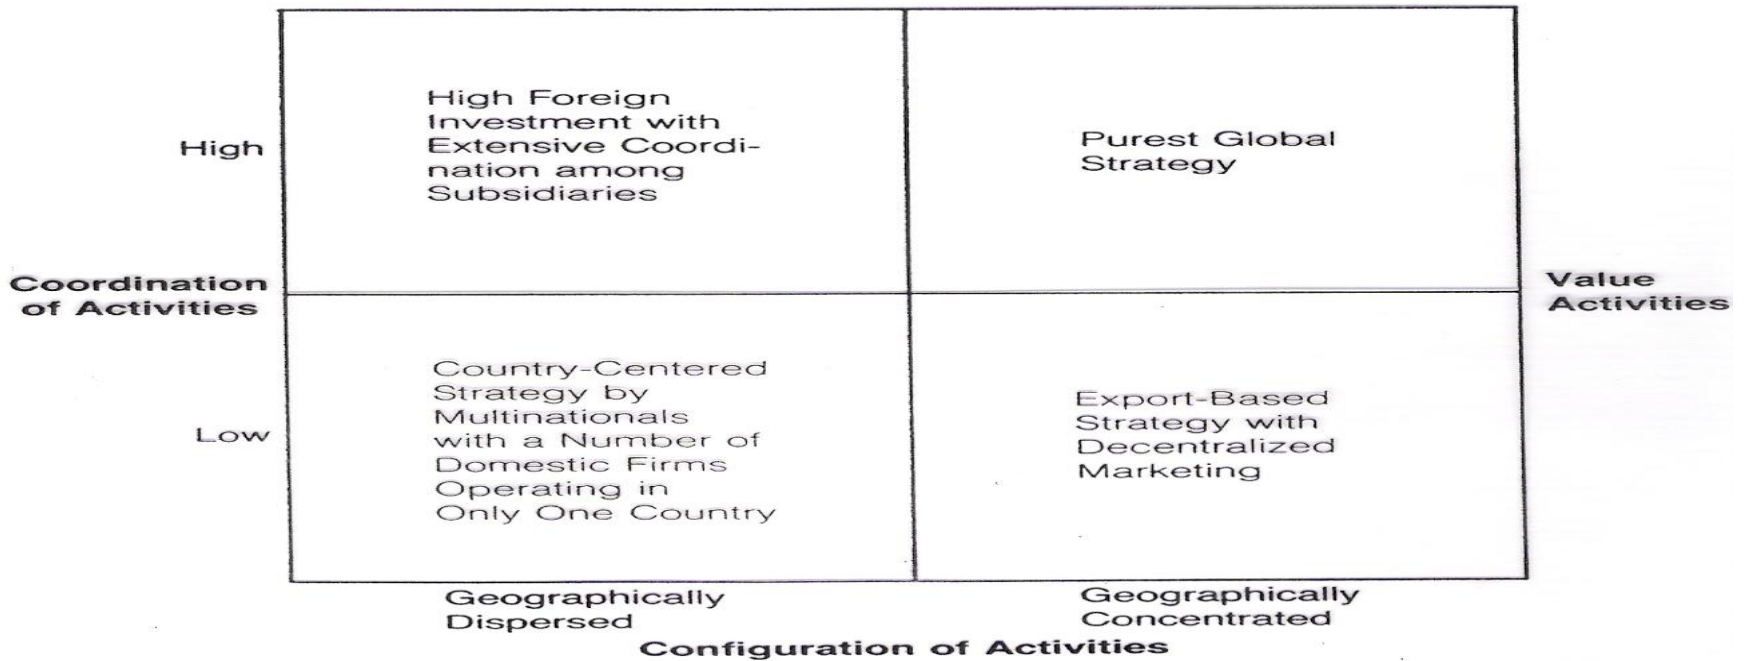 High Foreign
Investment with
Extensive Coordi-
nation among
Subsidiaries
Purest Global
Strategy
High
Coordination
of Activities
Value
Activities
Country-Centered
Strategy by
Multinationals
with a Number of
Domestic Firms
Operating in
Only One Country
Export-Based
Strategy with
Decentralized
Marketing
Low
Geographically
Dispersed
Geographically
Concentrated
Configuration of Activities